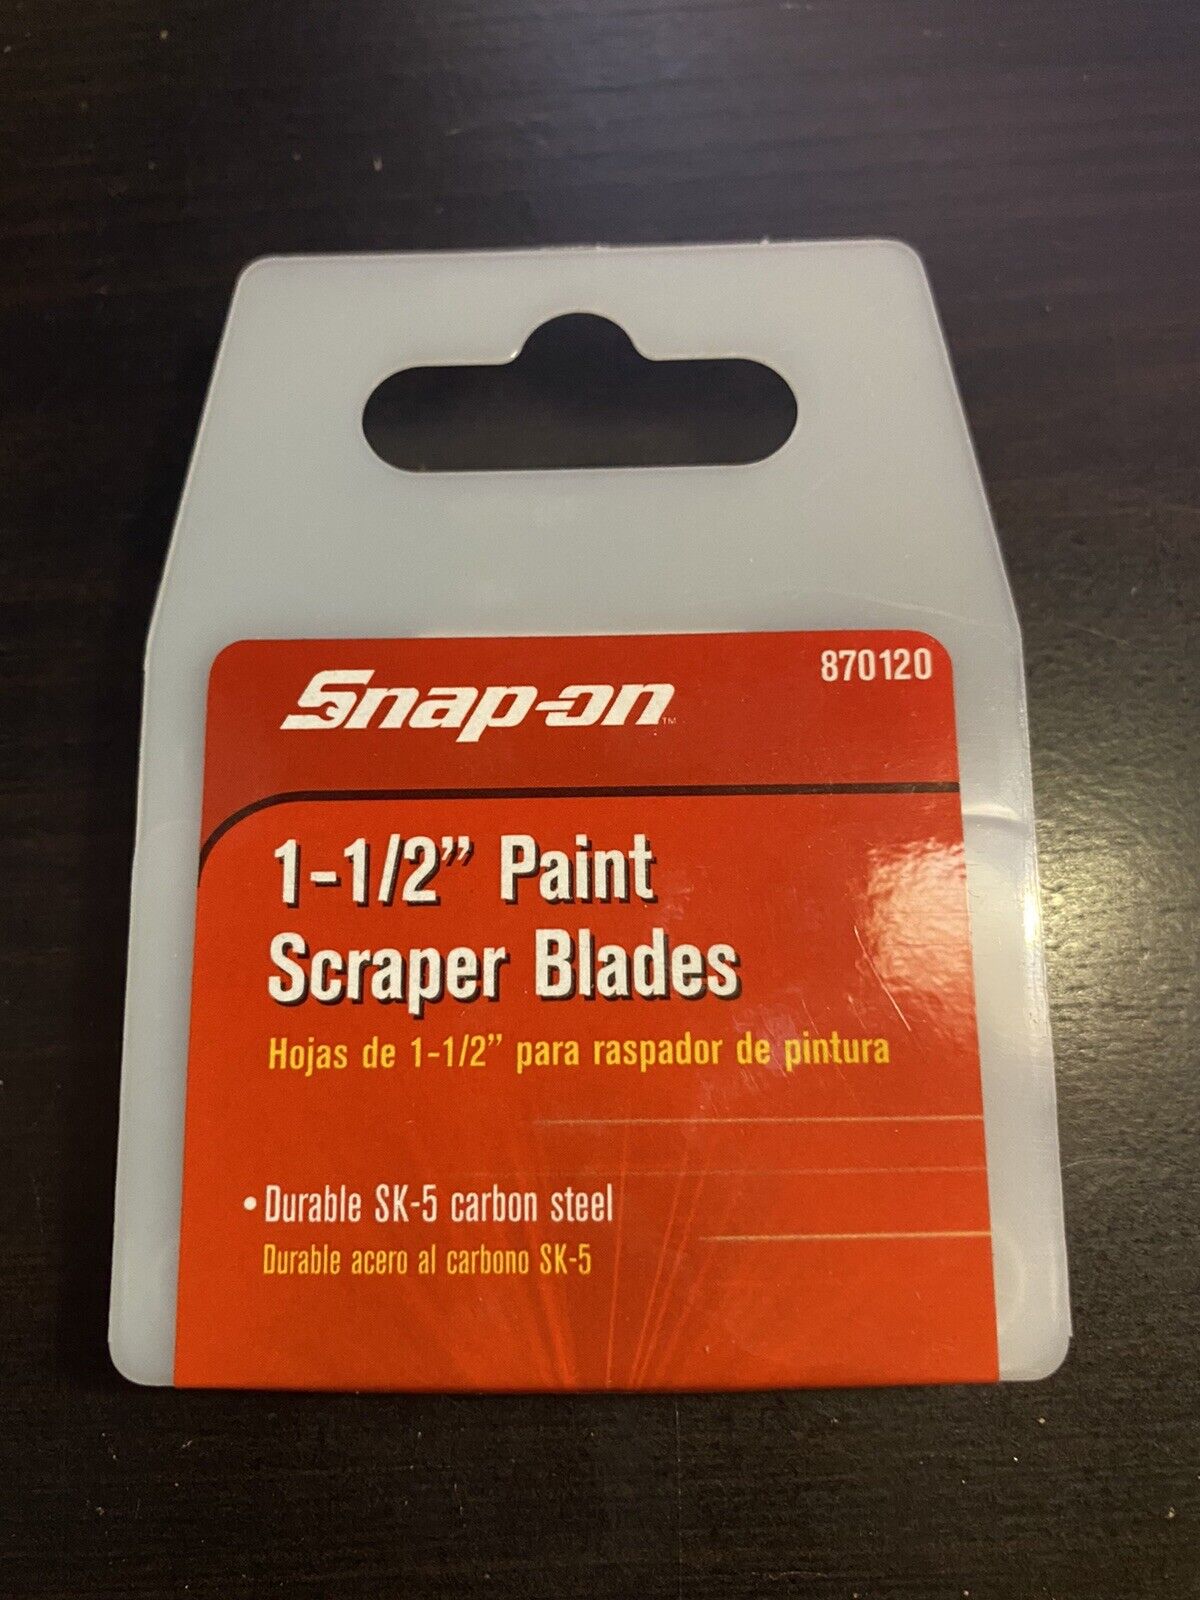 Snap-on™ 870120
1-1/2” Paint
Scraper Blades
Hojas de 1-1/2” para raspador de pintura
• Durable SK-5 carbon steel
Durable acero al carbono SK-5